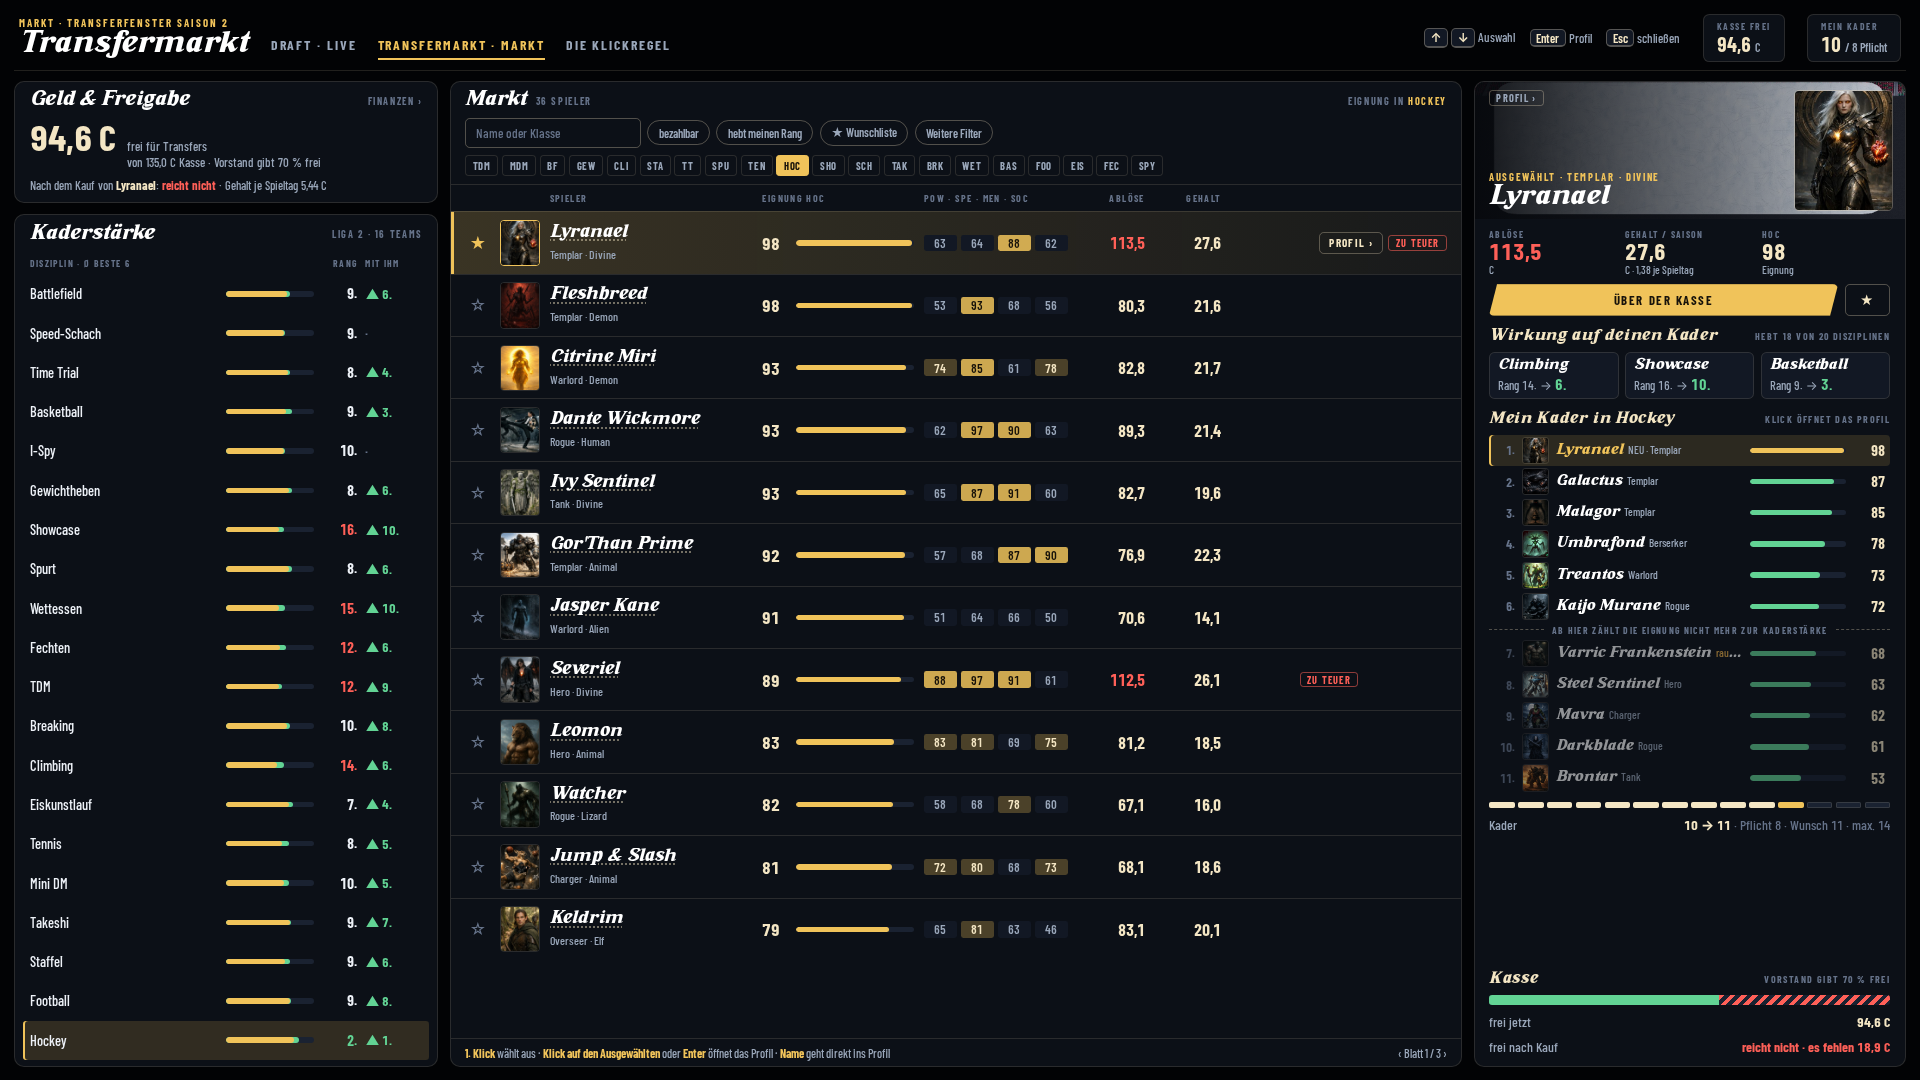 MARKT · TRANSFERFENSTER SAISON 2
Transfermarkt
DRAFT · LIVE
TRANSFERMARKT · MARKT
DIE KLICKREGEL
↑ ↓ Auswahl
Enter Profil
Esc schließen
KASSE FREI
94,6 C
MEIN KADER
10 / 8 Pflicht
Geld & Freigabe
FINANZEN ›
94,6 C
frei für Transfers
von 135,0 C Kasse · Vorstand gibt 70 % frei
Nach dem Kauf von Lyranael: reicht nicht · Gehalt je Spieltag 5,44 C
Kaderstärke
LIGA 2 · 16 TEAMS
DISZIPLIN · Ø BESTE 6 RANG MIT IHM
Battlefield 9. ▲ 6.
Speed-Schach 9. -
Time Trial 8. ▲ 4.
Basketball 9. ▲ 3.
I-Spy 10. -
Gewichtheben 8. ▲ 6.
Showcase 16. ▲ 10.
Spurt 8. ▲ 6.
Wettessen 15. ▲ 10.
Fechten 12. ▲ 6.
TDM 12. ▲ 9.
Breaking 10. ▲ 8.
Climbing 14. ▲ 6.
Eiskunstlauf 7. ▲ 4.
Tennis 8. ▲ 5.
Mini DM 10. ▲ 5.
Takeshi 9. ▲ 7.
Staffel 9. ▲ 6.
Football 9. ▲ 8.
Hockey 2. ▲ 1.
Markt 36 SPIELER
EIGNUNG IN HOCKEY
Name oder Klasse
bezahlbar
hebt meinen Rang
★ Wunschliste
Weitere Filter
TDM MDM BF GEW CLI STA TT SPU TEN HOC SHO SCH TAK BRK WET BAS FOO EIS FEC SPY
SPIELER EIGNUNG HOC POW · SPE · MEN · SOC ABLÖSE GEHALT
★ Lyranael 98 63 64 88 62 113,5 27,6 PROFIL › ZU TEUER
Templar · Divine
☆ Fleshbreed 98 53 93 68 56 80,3 21,6
Templar · Demon
☆ Citrine Miri 93 74 85 61 78 82,8 21,7
Warlord · Demon
☆ Dante Wickmore 93 62 97 90 63 89,3 21,4
Rogue · Human
☆ Ivy Sentinel 93 65 87 91 60 82,7 19,6
Tank · Divine
☆ Gor'Than Prime 92 57 68 87 90 76,9 22,3
Templar · Animal
☆ Jasper Kane 91 51 64 66 50 70,6 14,1
Warlord · Alien
☆ Severiel 89 88 97 91 61 112,5 26,1 ZU TEUER
Hero · Divine
☆ Leomon 83 83 81 69 75 81,2 18,5
Hero · Animal
☆ Watcher 82 58 68 78 60 67,1 16,0
Rogue · Lizard
☆ Jump & Slash 81 72 80 68 73 68,1 18,6
Charger · Animal
☆ Keldrim 79 65 81 63 46 83,1 20,1
Overseer · Elf
1. Klick wählt aus · Klick auf den Ausgewählten oder Enter öffnet das Profil · Name geht direkt ins Profil
‹ Blatt 1 / 3 ›
PROFIL ›
AUSGEWÄHLT · TEMPLAR · DIVINE
Lyranael
ABLÖSE GEHALT / SAISON HOC
113,5 27,6 98
C C · 1,38 je Spieltag Eignung
ÜBER DER KASSE
★
Wirkung auf deinen Kader
HEBT 18 VON 20 DISZIPLINEN
Climbing
Rang 14. → 6.
Showcase
Rang 16. → 10.
Basketball
Rang 9. → 3.
Mein Kader in Hockey
KLICK ÖFFNET DAS PROFIL
1. Lyranael NEU · Templar 98
2. Galactus Templar 87
3. Malagor Templar 85
4. Umbrafond Berserker 78
5. Treantos Warlord 73
6. Kaijo Murane Rogue 72
AB HIER ZÄHLT DIE EIGNUNG NICHT MEHR ZUR KADERSTÄRKE
7. Varric Frankenstein rau... 68
8. Steel Sentinel Hero 63
9. Mavra Charger 62
10. Darkblade Rogue 61
11. Brontar Tank 53
Kader 10 → 11 · Pflicht 8 · Wunsch 11 · max. 14
Kasse
VORSTAND GIBT 70 % FREI
frei jetzt 94,6 C
frei nach Kauf reicht nicht · es fehlen 18,9 C